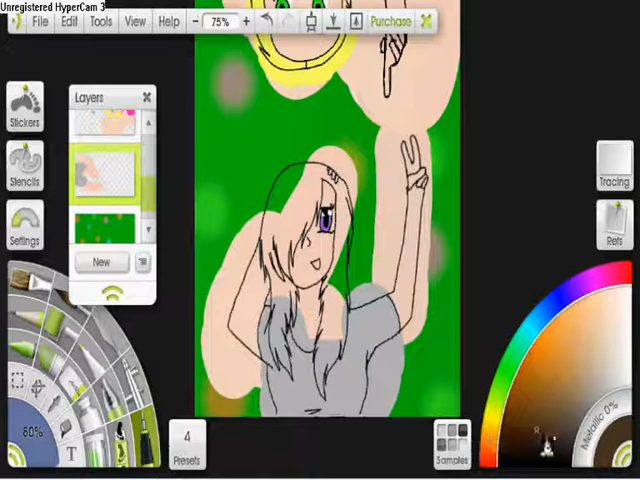 Unregistered HyperCam 3
File Edit Tools View Help - 75% + Purchase
Layers
Stickers
Stencils
Settings
New
Tracing
Refs
80%
T
4
Presets
Samples
Metallic 0%